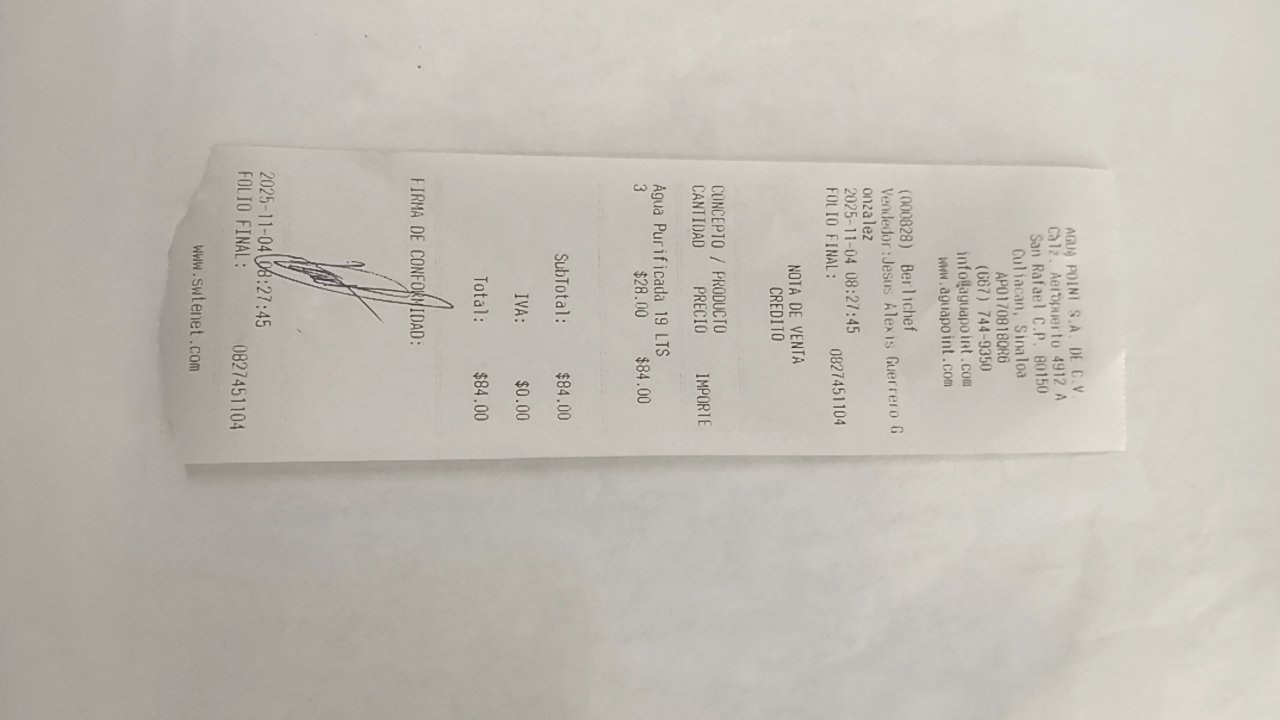 AGUA POINT S.A. DE C.V.
Calz. Aeropuerto 4912 A
San Rafael C.P. 80150
Culiacan, Sinaloa
APO170818QR6
(667) 744-9350
info@aguapoint.com
www.aguapoint.com
(000828) Berlichef
Vendedor:Jesus Alexis Guerrero G
onzalez
2025-11-04 08:27:45
FOLIO FINAL: 0827451104
NOTA DE VENTA
CREDITO
CONCEPTO / PRODUCTO
CANTIDAD PRECIO IMPORTE
Agua Purificada 19 LTS
3 $28.00 $84.00
SubTotal: $84.00
IVA: $0.00
Total: $84.00
FIRMA DE CONFORMIDAD:
2025-11-04 08:27:45
FOLIO FINAL: 0827451104
www.swtenet.com